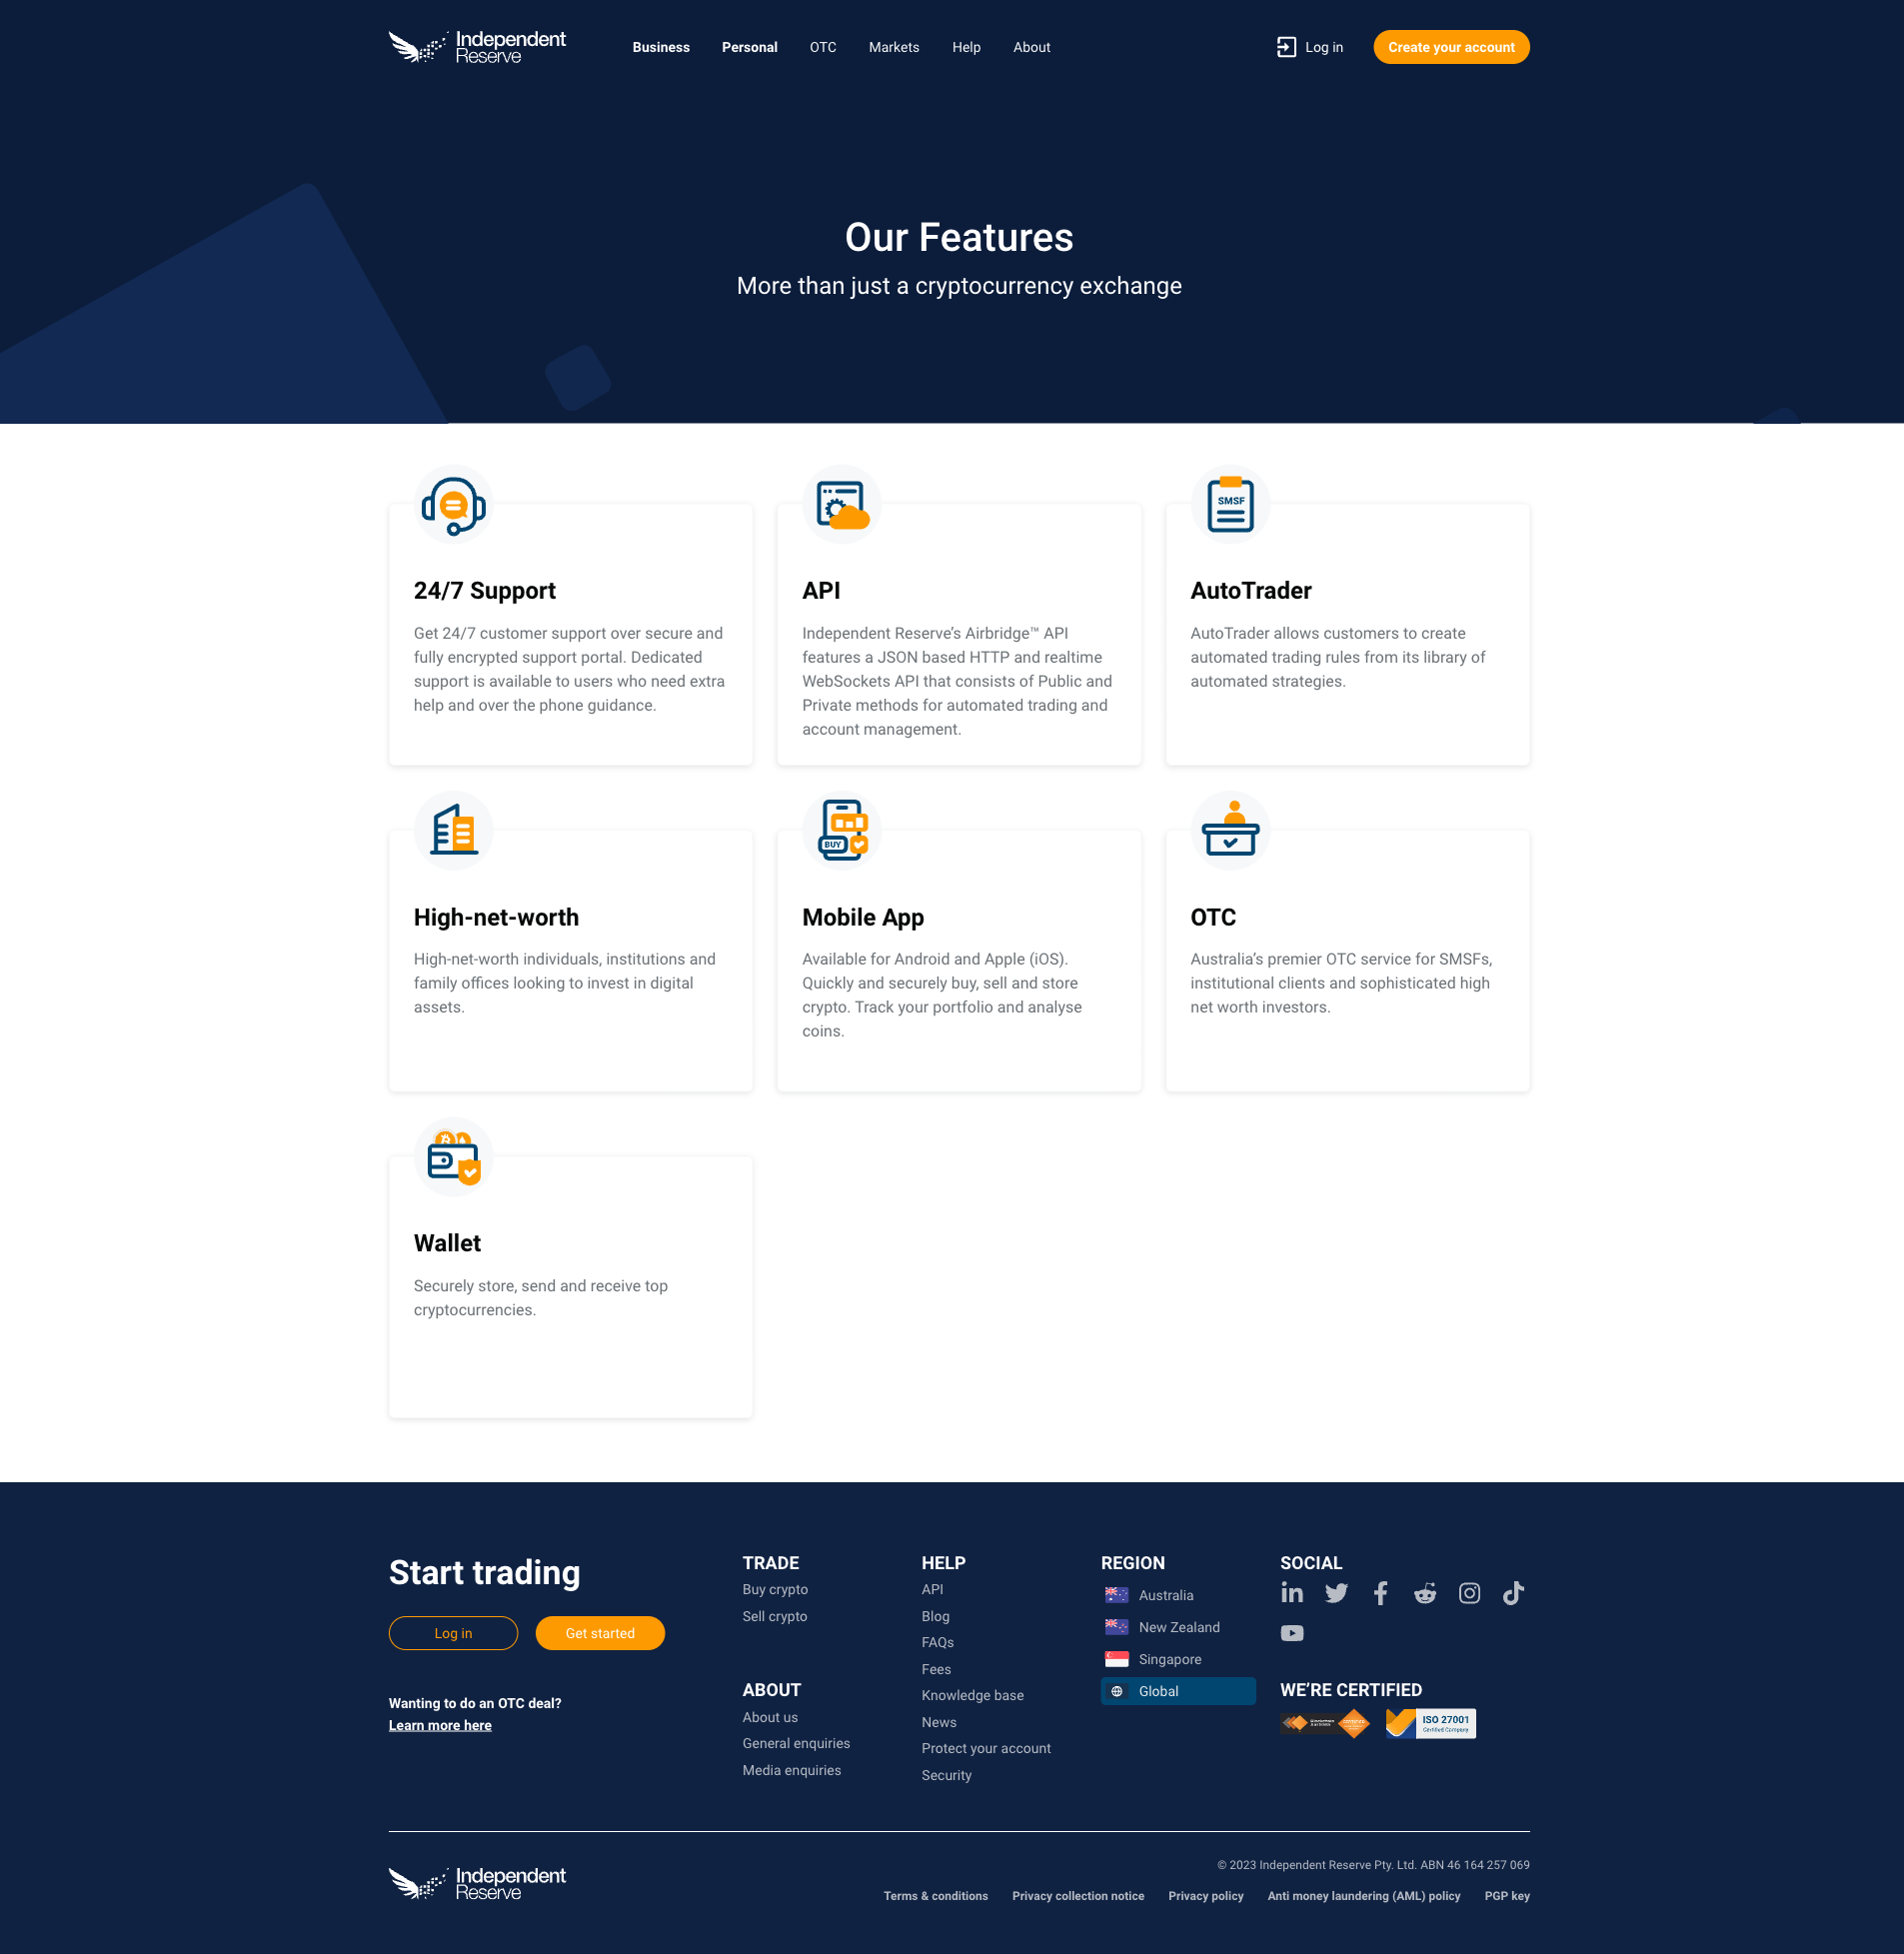 Independent
Reserve
Business Personal OTC Markets Help About
Log in
Create your account
Our Features
More than just a cryptocurrency exchange
24/7 Support
Get 24/7 customer support over secure and
fully encrypted support portal. Dedicated
support is available to users who need extra
help and over the phone guidance.
API
Independent Reserve’s Airbridge™ API
features a JSON based HTTP and realtime
WebSockets API that consists of Public and
Private methods for automated trading and
account management.
SMSF
AutoTrader
AutoTrader allows customers to create
automated trading rules from its library of
automated strategies.
High-net-worth
High-net-worth individuals, institutions and
family offices looking to invest in digital
assets.
BUY
Mobile App
Available for Android and Apple (iOS).
Quickly and securely buy, sell and store
crypto. Track your portfolio and analyse
coins.
OTC
Australia’s premier OTC service for SMSFs,
institutional clients and sophisticated high
net worth investors.
Wallet
Securely store, send and receive top
cryptocurrencies.
Start trading
Log in
Get started
Wanting to do an OTC deal?
Learn more here
TRADE
Buy crypto
Sell crypto
ABOUT
About us
General enquiries
Media enquiries
HELP
API
Blog
FAQs
Fees
Knowledge base
News
Protect your account
Security
REGION
Australia
New Zealand
Singapore
Global
SOCIAL
WE’RE CERTIFIED
Blockchain
Australia
ISO 27001
Certified Company
Independent
Reserve
© 2023 Independent Reserve Pty. Ltd. ABN 46 164 257 069
Terms & conditions Privacy collection notice Privacy policy Anti money laundering (AML) policy PGP key